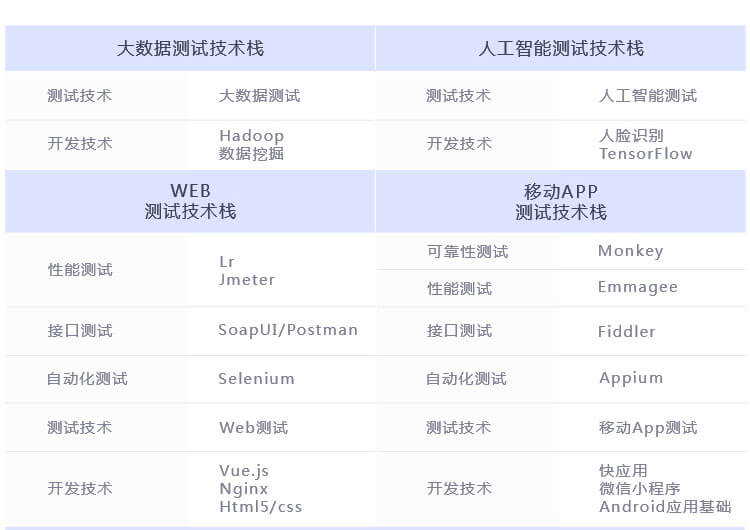 大数据测试技术栈
人工智能测试技术栈
测试技术
大数据测试
测试技术
人工智能测试
开发技术
Hadoop
数据挖掘
开发技术
人脸识别
TensorFlow
WEB
测试技术栈
移动APP
测试技术栈
性能测试
Lr
Jmeter
可靠性测试
Monkey
性能测试
Emmagee
接口测试
SoapUI/Postman
接口测试
Fiddler
自动化测试
Selenium
自动化测试
Appium
测试技术
Web测试
测试技术
移动App测试
开发技术
Vue.js
Nginx
Html5/css
开发技术
快应用
微信小程序
Android应用基础